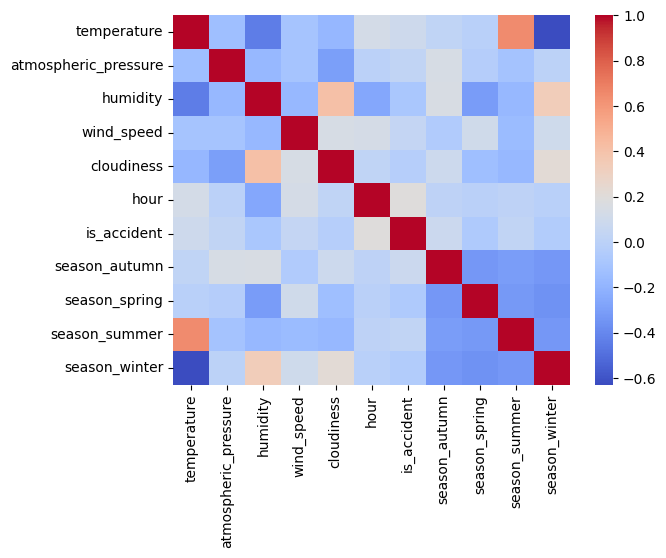 temperature
atmospheric_pressure
humidity
wind_speed
cloudiness
hour
is_accident
season_autumn
season_spring
season_summer
season_winter
temperature
atmospheric_pressure
humidity
wind_speed
cloudiness
hour
is_accident
season_autumn
season_spring
season_summer
season_winter
1.0
0.8
0.6
0.4
0.2
0.0
−0.2
−0.4
−0.6